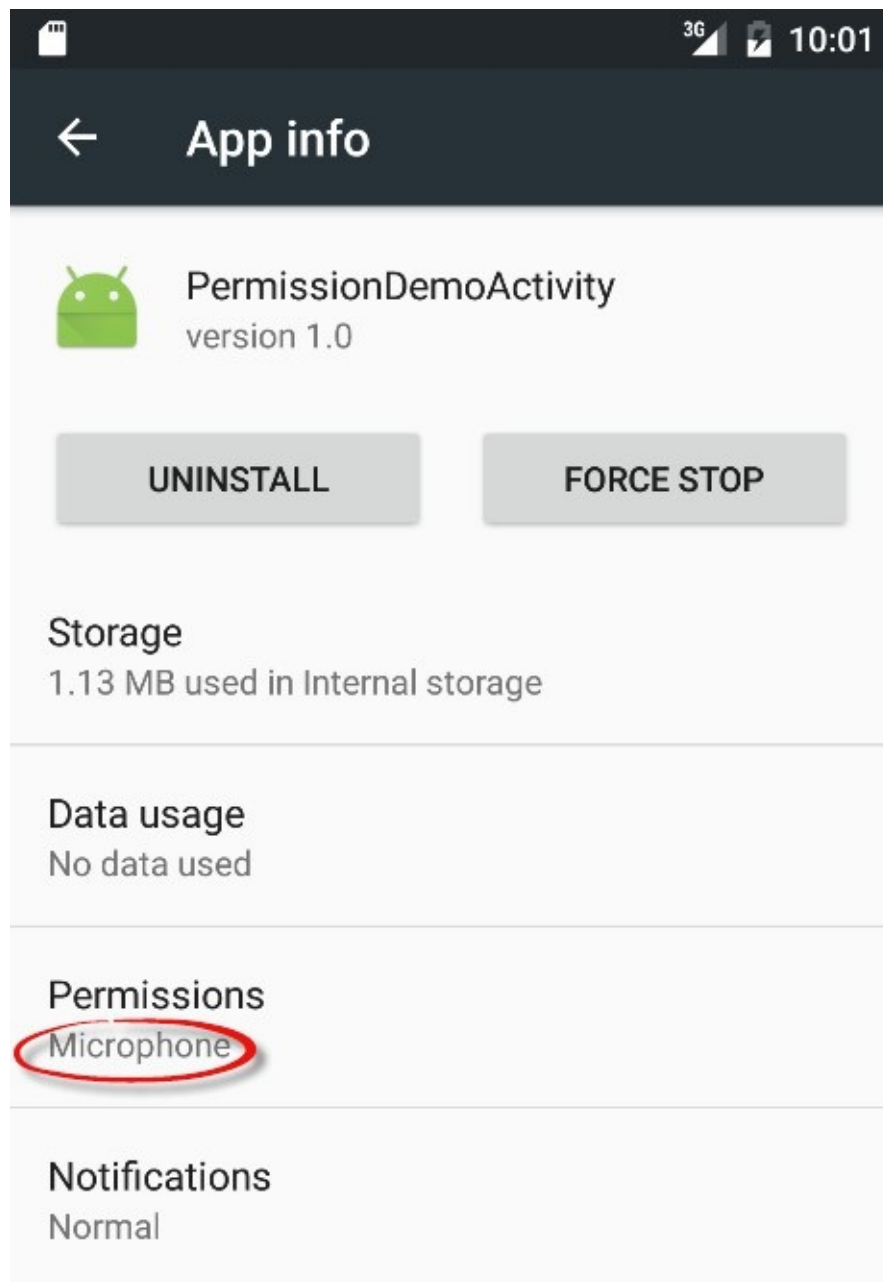 3G 10:01
App info
PermissionDemoActivity
version 1.0
UNINSTALL FORCE STOP
Storage
1.13 MB used in Internal storage
Data usage
No data used
Permissions
Microphone
Notifications
Normal